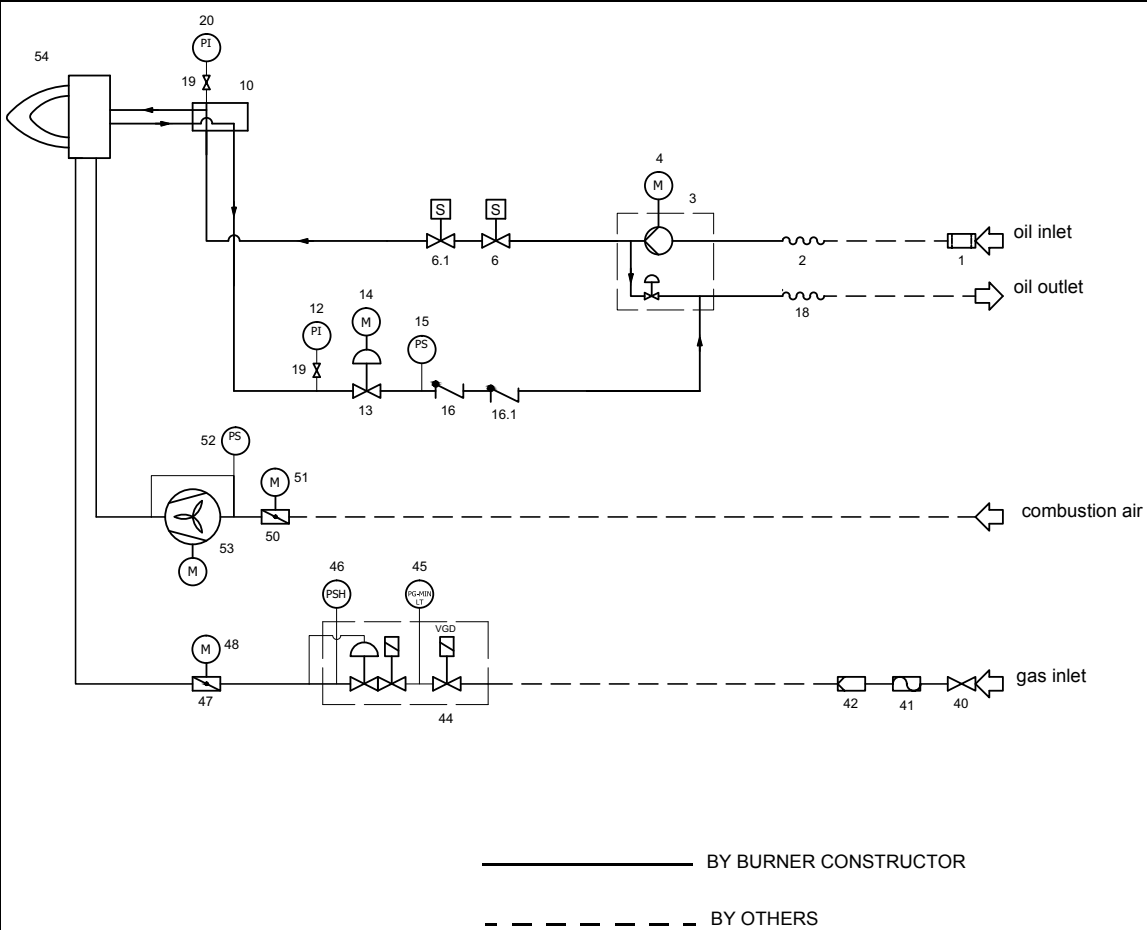 20
PI
54
19
10
4
M
3
S
S
6.1
6
2
1
oil inlet
oil outlet
18
12
PI
14
M
15
PS
19
13
16
16.1
52
PS
M
51
50
53
M
combustion air
46
PSH
45
PG-MIN
LT
VGD
M
48
47
44
42
41
40
gas inlet
BY BURNER CONSTRUCTOR
BY OTHERS